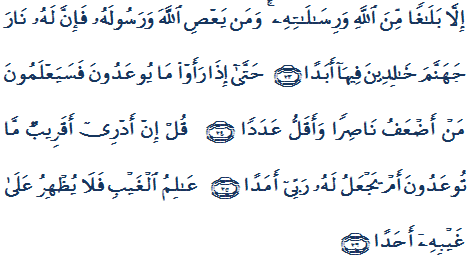 إِلَّا بَلَـٰغًا مِّنَ ٱللَّهِ وَرِسَـٰلَـٰتِهِۦ ۚ وَمَن يَعْصِ ٱللَّهَ وَرَسُولَهُۥ فَإِنَّ لَهُۥ نَارَ
جَهَنَّمَ خَـٰلِدِينَ فِيهَآ أَبَدًا ﴿٢٣﴾ حَتَّىٰٓ إِذَا رَأَوْا۟ مَا يُوعَدُونَ فَسَيَعْلَمُونَ
مَنْ أَضْعَفُ نَاصِرًا وَأَقَلُّ عَدَدًا ﴿٢٤﴾ قُلْ إِنْ أَدْرِىٓ أَقَرِيبٌ مَّا
تُوعَدُونَ أَمْ يَجْعَلُ لَهُۥ رَبِّىٓ أَمَدًا ﴿٢٥﴾ عَـٰلِمُ ٱلْغَيْبِ فَلَا يُظْهِرُ عَلَىٰ
غَيْبِهِۦٓ أَحَدًا ﴿٢٦﴾